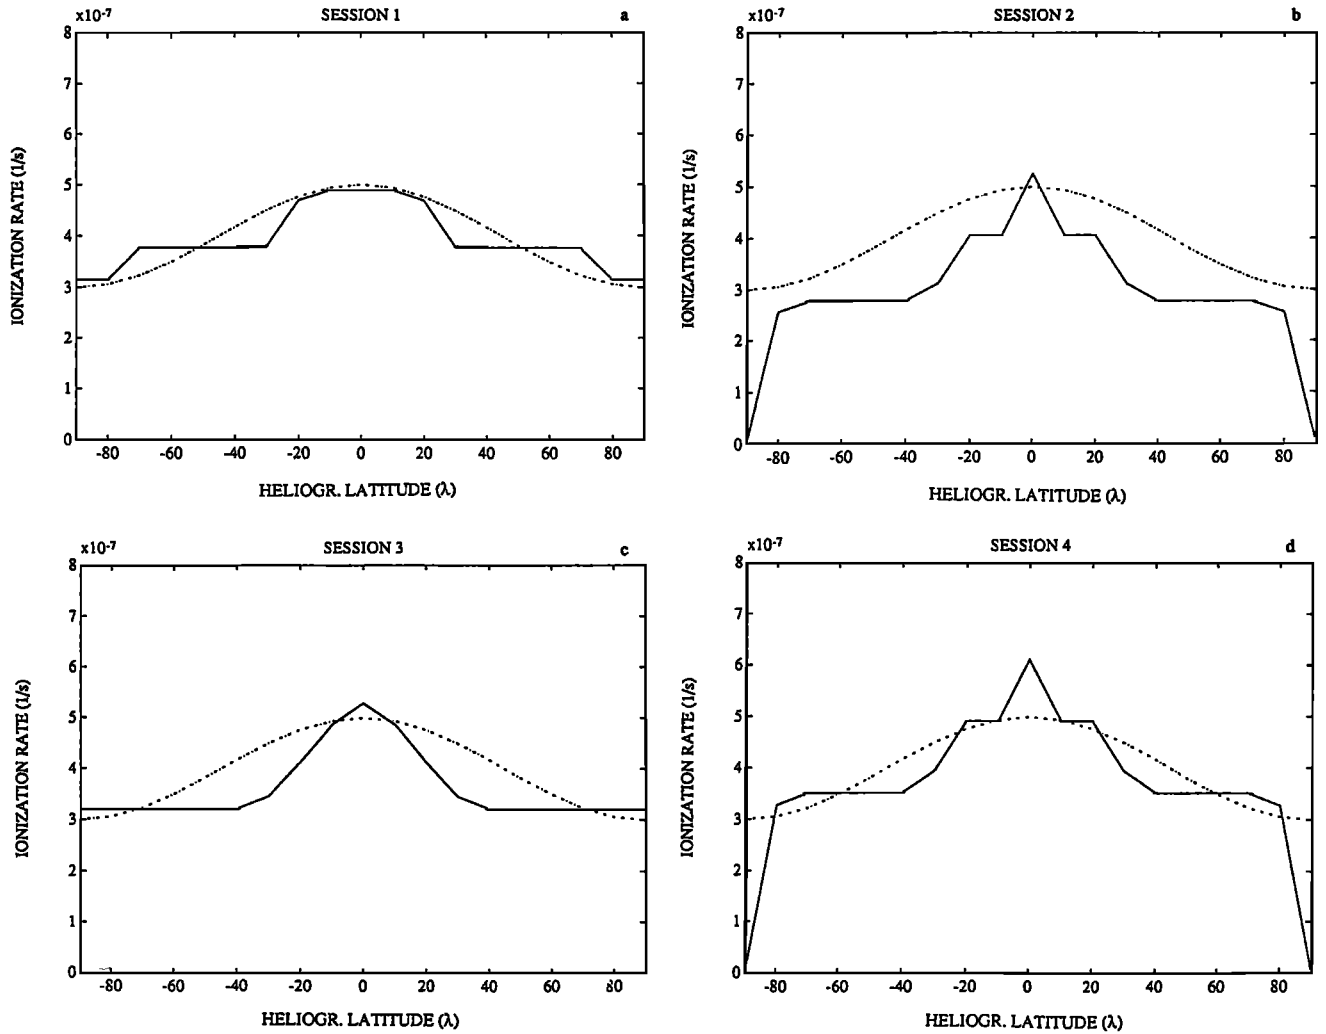 x10-7 SESSION 1 a
8
7
6
5
4
3
2
1
0
IONIZATION RATE (1/s)
-80 -60 -40 -20 0 20 40 60 80
HELIOGR. LATITUDE (λ)
x10-7 SESSION 2 b
8
7
6
5
4
3
2
1
0
IONIZATION RATE (1/s)
-80 -60 -40 -20 0 20 40 60 80
HELIOGR. LATITUDE (λ)
x10-7 SESSION 3 c
8
7
6
5
4
3
2
1
0
IONIZATION RATE (1/s)
-80 -60 -40 -20 0 20 40 60 80
HELIOGR. LATITUDE (λ)
x10-7 SESSION 4 d
8
7
6
5
4
3
2
1
0
IONIZATION RATE (1/s)
-80 -60 -40 -20 0 20 40 60 80
HELIOGR. LATITUDE (λ)